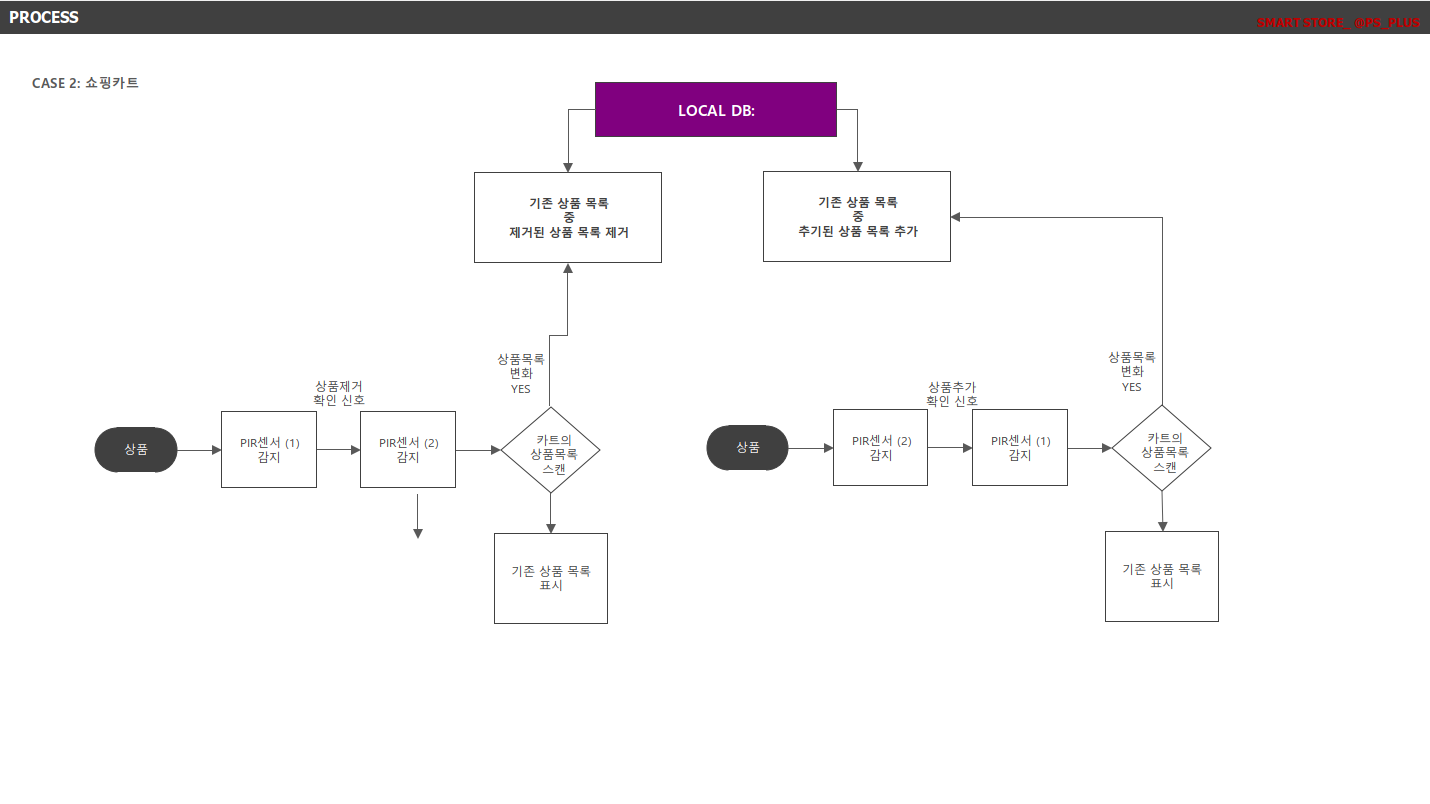 PROCESS
SMART STORE_ @PS_PLUS
CASE 2: 쇼핑카트
LOCAL DB:
기존 상품 목록
중
제거된 상품 목록 제거
기존 상품 목록
중
추기된 상품 목록 추가
상품목록
변화
YES
상품제거
확인 신호
상품
PIR센서 (1)
감지
PIR센서 (2)
감지
카트의
상품목록
스캔
기존 상품 목록
표시
상품목록
변화
YES
상품추가
확인 신호
상품
PIR센서 (2)
감지
PIR센서 (1)
감지
카트의
상품목록
스캔
기존 상품 목록
표시